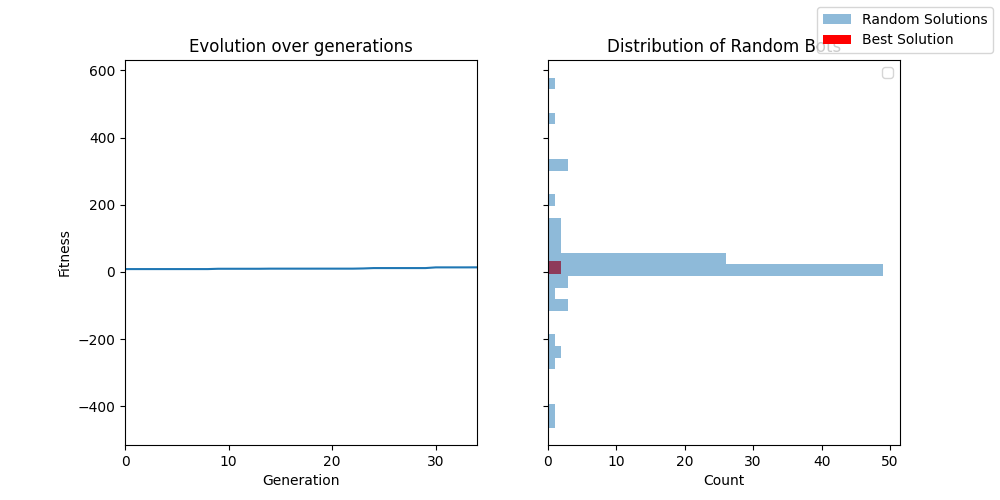 Random Solutions
Best Solution
Evolution over generations
Distribution of Random Bots
600
400
200
0
−200
−400
Fitness
0 10 20 30
Generation
0 10 20 30 40 50
Count